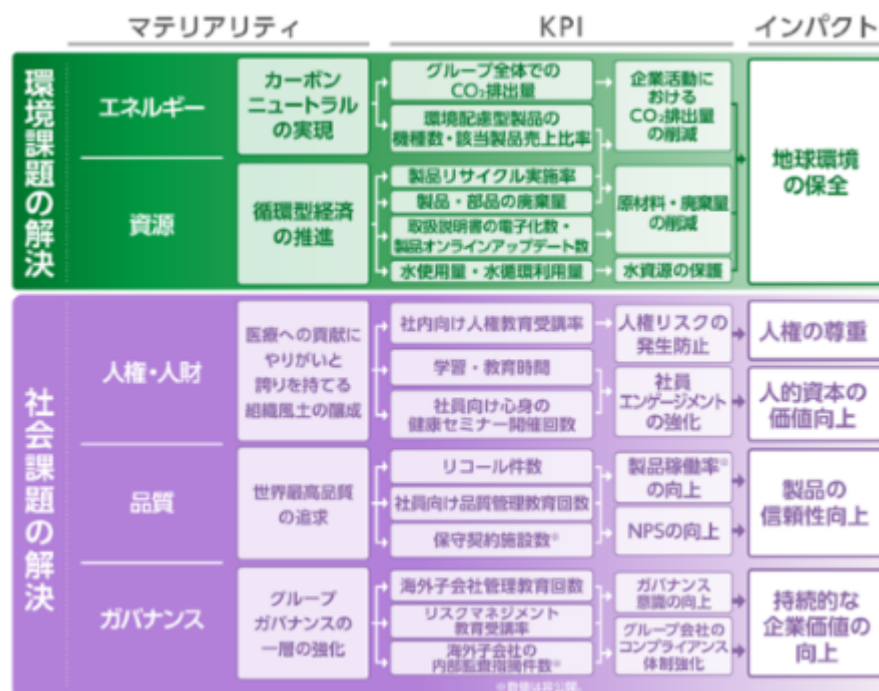 マテリアリティ
KPI
インパクト
環境課題の解決
エネルギー
カーボン
ニュートラル
の実現
グループ全体での
CO₂排出量
環境配慮型製品の
機種数・該当製品売上比率
企業活動に
おける
CO₂排出量
の削減
地球環境
の保全
資源
循環型経済
の推進
製品リサイクル実施率
製品・部品の廃棄量
取扱説明書の電子化数・
製品オンラインアップデート数
水使用量・水循環利用量
原材料・廃棄量
の削減
水資源の保護
社会課題の解決
人権・人財
医療への貢献に
やりがいと
誇りを持てる
組織風土の醸成
社内向け人権教育受講率
学習・教育時間
社員向け心身の
健康セミナー開催回数
人権リスクの
発生防止
社員
エンゲージメント
の強化
人権の尊重
人的資本の
価値向上
品質
世界最高品質
の追求
リコール件数
社員向け品質管理教育回数
保守契約施設数※
製品稼働率※
の向上
NPSの向上
製品の
信頼性向上
ガバナンス
グループ
ガバナンスの
一層の強化
海外子会社管理教育回数
リスクマネジメント
教育受講率
海外子会社の
内部監査指摘件数※
ガバナンス
意識の向上
グループ会社の
コンプライアンス
体制強化
持続的な
企業価値の
向上
※数値は非公開。